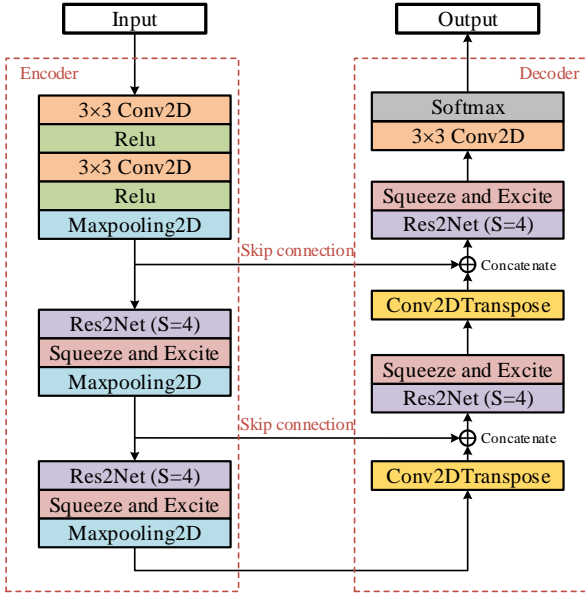 Input
Output
Encoder
Decoder
3×3 Conv2D
Relu
3×3 Conv2D
Relu
Maxpooling2D
Softmax
3×3 Conv2D
Squeeze and Excite
Res2Net (S=4)
Skip connection
Concatenate
Conv2DTranspose
Res2Net (S=4)
Squeeze and Excite
Maxpooling2D
Squeeze and Excite
Res2Net (S=4)
Skip connection
Concatenate
Conv2DTranspose
Res2Net (S=4)
Squeeze and Excite
Maxpooling2D